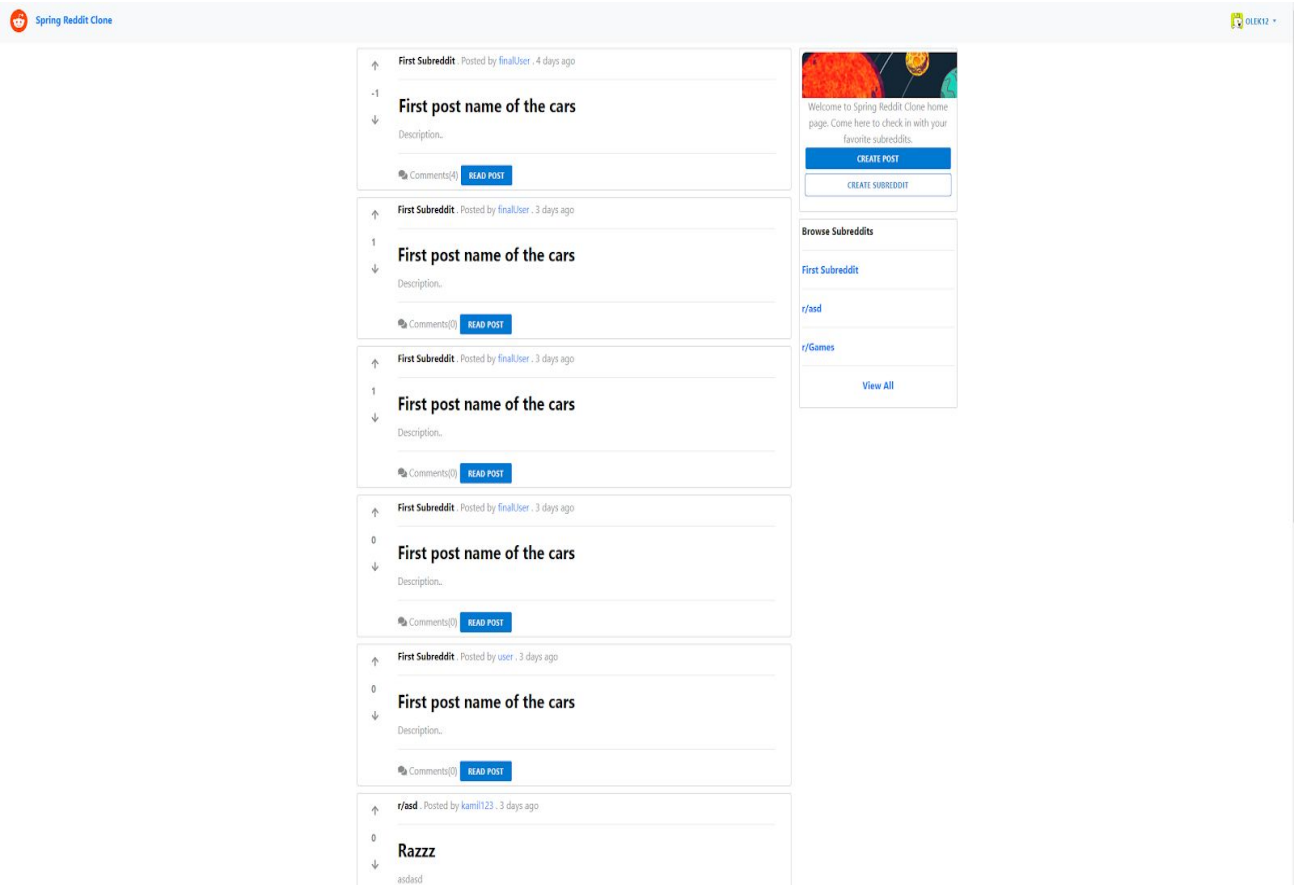 Spring Reddit Clone
OLEK12
First Subreddit . Posted by finalUser . 4 days ago
-1
First post name of the cars
Description..
Comments(4) READ POST
First Subreddit . Posted by finalUser . 3 days ago
1
First post name of the cars
Description..
Comments(0) READ POST
First Subreddit . Posted by finalUser . 3 days ago
1
First post name of the cars
Description..
Comments(0) READ POST
First Subreddit . Posted by finalUser . 3 days ago
0
First post name of the cars
Description..
Comments(0) READ POST
First Subreddit . Posted by user . 3 days ago
0
First post name of the cars
Description..
Comments(0) READ POST
r/asd . Posted by kamil123 . 3 days ago
0
Razzz
asdasd
Welcome to Spring Reddit Clone home
page. Come here to check in with your
favorite subreddits.
CREATE POST
CREATE SUBREDDIT
Browse Subreddits
First Subreddit
r/asd
r/Games
View All